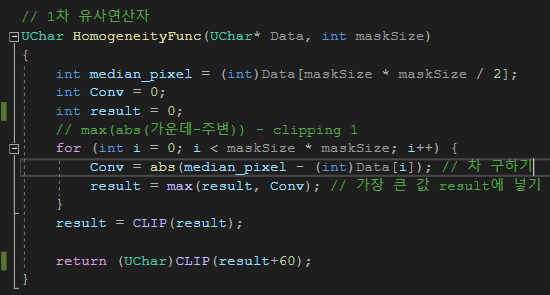 // 1차 유사연산자
UChar HomogeneityFunc(UChar* Data, int maskSize)
{
int median_pixel = (int)Data[maskSize * maskSize / 2];
int Conv = 0;
int result = 0;
// max(abs(가운데-주변)) - clipping 1
for (int i = 0; i < maskSize * maskSize; i++) {
Conv = abs(median_pixel - (int)Data[i]); // 차 구하기
result = max(result, Conv); // 가장 큰 값 result에 넣기
}
result = CLIP(result);
return (UChar)CLIP(result+60);
}